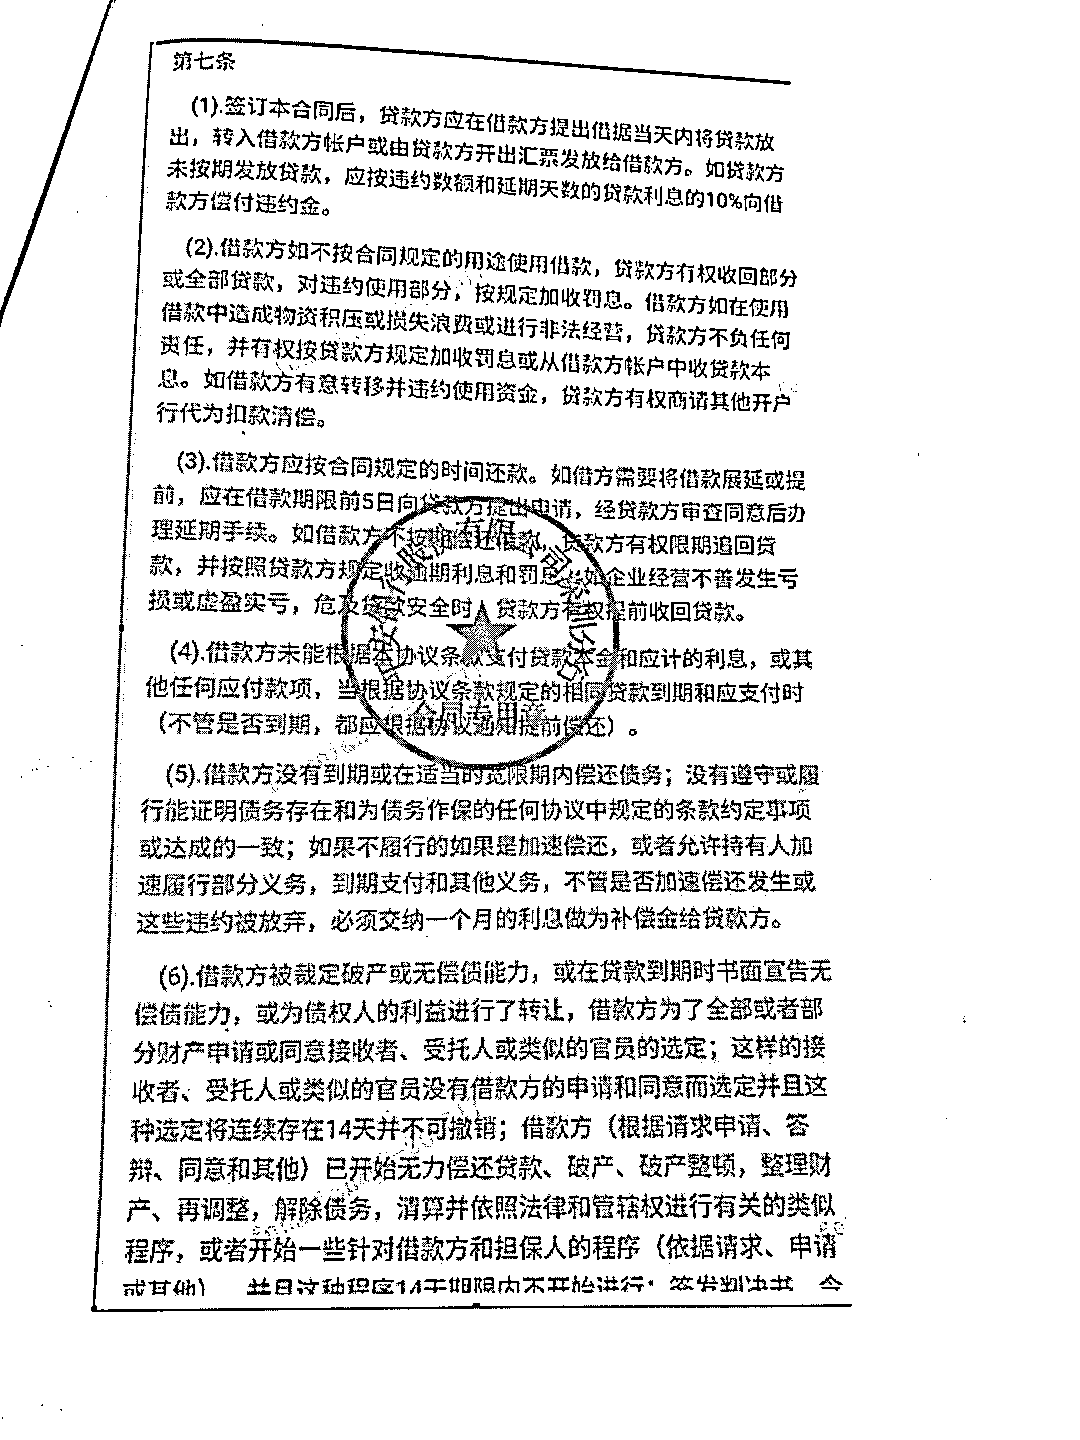 第七条
(1).签订本合同后，贷款方应在借款方提出借据当天内将贷款放
出，转入借款方帐户或由贷款方开出汇票发放给借款方。如贷款方
未按期发放贷款，应按违约数额和延期天数的贷款利息的10%向借
款方偿付违约金。
(2).借款方如不按合同规定的用途使用借款，贷款方有权收回部分
或全部贷款，对违约使用部分，按规定加收罚息。借款方如在使用
借款中造成物资积压或损失浪费或进行非法经营，贷款方不负任何
责任，并有权按贷款方规定加收罚息或从借款方帐户中收贷款本
息。如借款方有意转移并违约使用资金，贷款方有权商请其他开户
行代为扣款清偿。
(3).借款方应按合同规定的时间还款。如借方需要将借款展延或提
前，应在借款期限前5日向贷款方提出申请，经贷款方审查同意后办
理延期手续。如借款方不按期偿还借款，贷款方有权限期追回贷
款，并按照贷款方规定收逾期利息和罚息。如企业经营不善发生亏
损或虚盈实亏，危及贷款安全时，贷款方有权提前收回贷款。
(4).借款方未能根据本协议条款支付贷款本金和应计的利息，或其
他任何应付款项，当根据协议条款规定的相同贷款到期和应支付时
（不管是否到期，都应根据协议通知提前偿还）。
合同专用章
(5).借款方没有到期或在适当的宽限期内偿还债务；没有遵守或履
行能证明债务存在和为债务作保的任何协议中规定的条款约定事项
或达成的一致；如果不履行的如果是加速偿还，或者允许持有人加
速履行部分义务，到期支付和其他义务，不管是否加速偿还发生或
这些违约被放弃，必须交纳一个月的利息做为补偿金给贷款方。
(6).借款方被裁定破产或无偿债能力，或在贷款到期时书面宣告无
偿债能力，或为债权人的利益进行了转让，借款方为了全部或者部
分财产申请或同意接收者、受托人或类似的官员的选定；这样的接
收者、受托人或类似的官员没有借款方的申请和同意而选定并且这
种选定将连续存在14天并不可撤销；借款方（根据请求申请、答
辩、同意和其他）已开始无力偿还贷款、破产、破产整顿，整理财
产、再调整，解除债务，清算并依照法律和管辖权进行有关的类似
程序，或者开始一些针对借款方和担保人的程序（依据请求、申请
或其他），并且这种程序14天期限内不开始进行；签发判决书、令